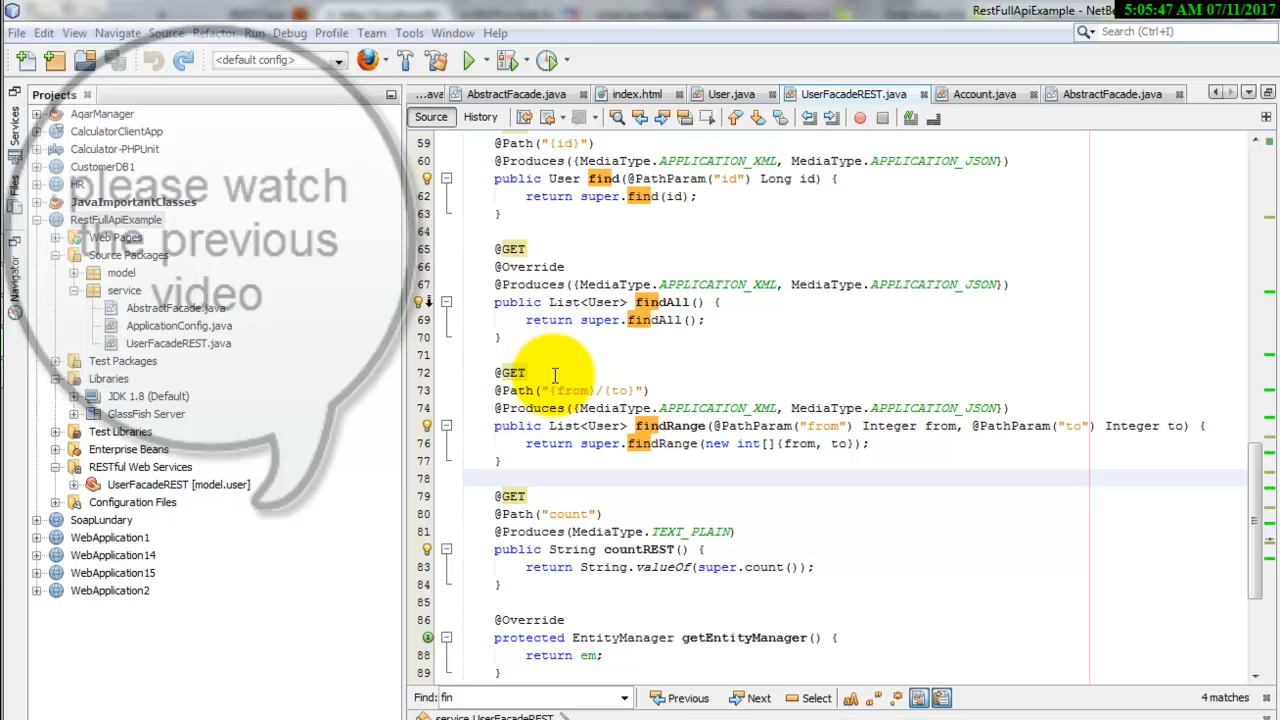 RestFullApiExample - NetBe
5:05:47 AM 07/11/2017
File Edit View Navigate Source Refactor Run Debug Profile Team Tools Window Help
Search (Ctrl+I)
<default config>
Projects
...ava AbstractFacade.java index.html User.java UserFacadeREST.java Account.java AbstractFacade.java
Source History
Services
Files
Navigator
AqarManager
CalculatorClientApp
Calculator-PHPUnit
CustomerDB1
HR
JavaImportantClasses
RestFullApiExample
Web Pages
Source Packages
model
service
AbstractFacade.java
ApplicationConfig.java
UserFacadeREST.java
Test Packages
Libraries
JDK 1.8 (Default)
GlassFish Server
Test Libraries
Enterprise Beans
RESTful Web Services
UserFacadeREST [model.user]
Configuration Files
SoapLundary
WebApplication1
WebApplication14
WebApplication15
WebApplication2
please watch
the previous
video
59 @Path("{id}")
60 @Produces({MediaType.APPLICATION_XML, MediaType.APPLICATION_JSON})
public User find(@PathParam("id") Long id) {
62 return super.find(id);
63 }
64
65 @GET
66 @Override
67 @Produces({MediaType.APPLICATION_XML, MediaType.APPLICATION_JSON})
public List<User> findAll() {
69 return super.findAll();
70 }
71
72 @GET
73 @Path("{from}/{to}")
74 @Produces({MediaType.APPLICATION_XML, MediaType.APPLICATION_JSON})
public List<User> findRange(@PathParam("from") Integer from, @PathParam("to") Integer to) {
76 return super.findRange(new int[]{from, to});
77 }
78
79 @GET
80 @Path("count")
81 @Produces(MediaType.TEXT_PLAIN)
public String countREST() {
83 return String.valueOf(super.count());
84 }
85
86 @Override
protected EntityManager getEntityManager() {
88 return em;
89 }
Find: fin Previous Next Select 4 matches
service.UserFacadeREST